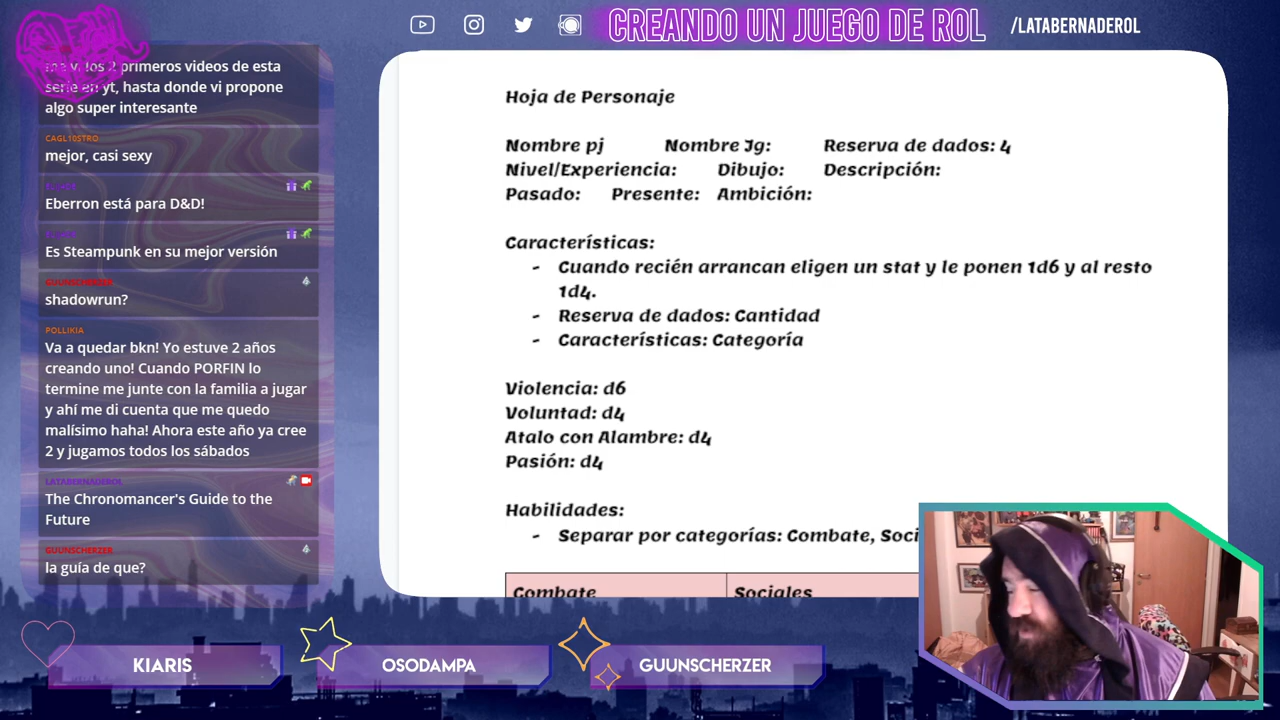 CREANDO UN JUEGO DE ROL
/LATABERNADEROL
me vi los 2 primeros videos de esta
serie en yt, hasta donde vi propone
algo super interesante
CAGL10STRO
mejor, casi sexy
Eberron está para D&D!
Es Steampunk en su mejor versión
GUUNSCHERZER
shadowrun?
POLLIKIA
Va a quedar bkn! Yo estuve 2 años
creando uno! Cuando PORFIN lo
termine me junte con la familia a jugar
y ahí me di cuenta que me quedo
malísimo haha! Ahora este año ya cree
2 y jugamos todos los sábados
LATABERNADEROL
The Chronomancer's Guide to the
Future
GUUNSCHERZER
la guía de que?
Hoja de Personaje
Nombre pj Nombre Jg: Reserva de dados: 4
Nivel/Experiencia: Dibujo: Descripción:
Pasado: Presente: Ambición:
Características:
- Cuando recién arrancan eligen un stat y le ponen 1d6 y al resto
1d4.
- Reserva de dados: Cantidad
- Características: Categoría
Violencia: d6
Voluntad: d4
Atalo con Alambre: d4
Pasión: d4
Habilidades:
- Separar por categorías: Combate, Soci
Combate Sociales
KIARIS
OSODAMPA
GUUNSCHERZER